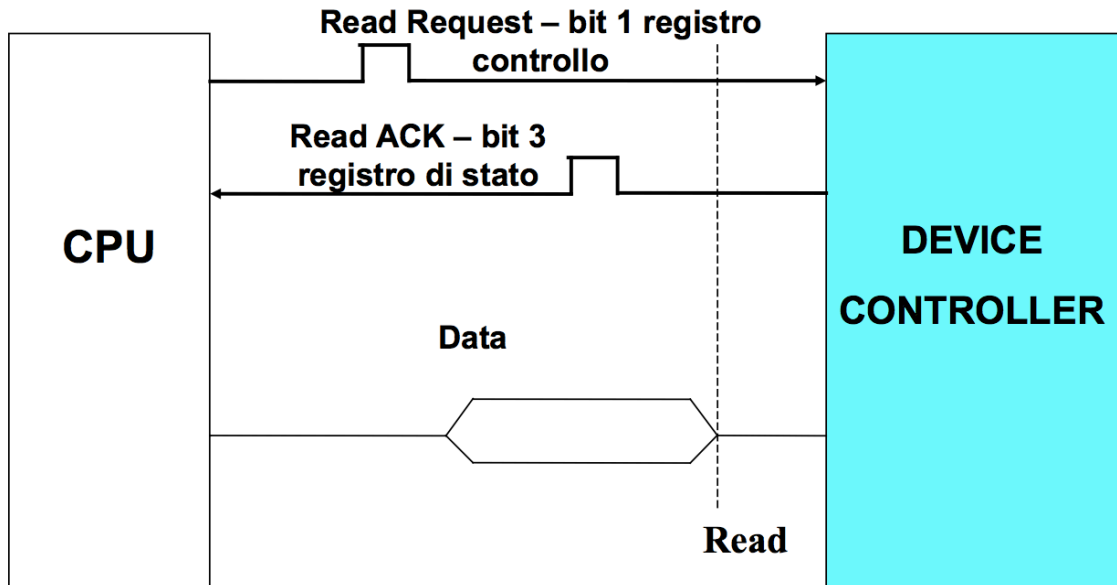 Read Request – bit 1 registro
controllo
Read ACK – bit 3
registro di stato
CPU
DEVICE
CONTROLLER
Data
Read